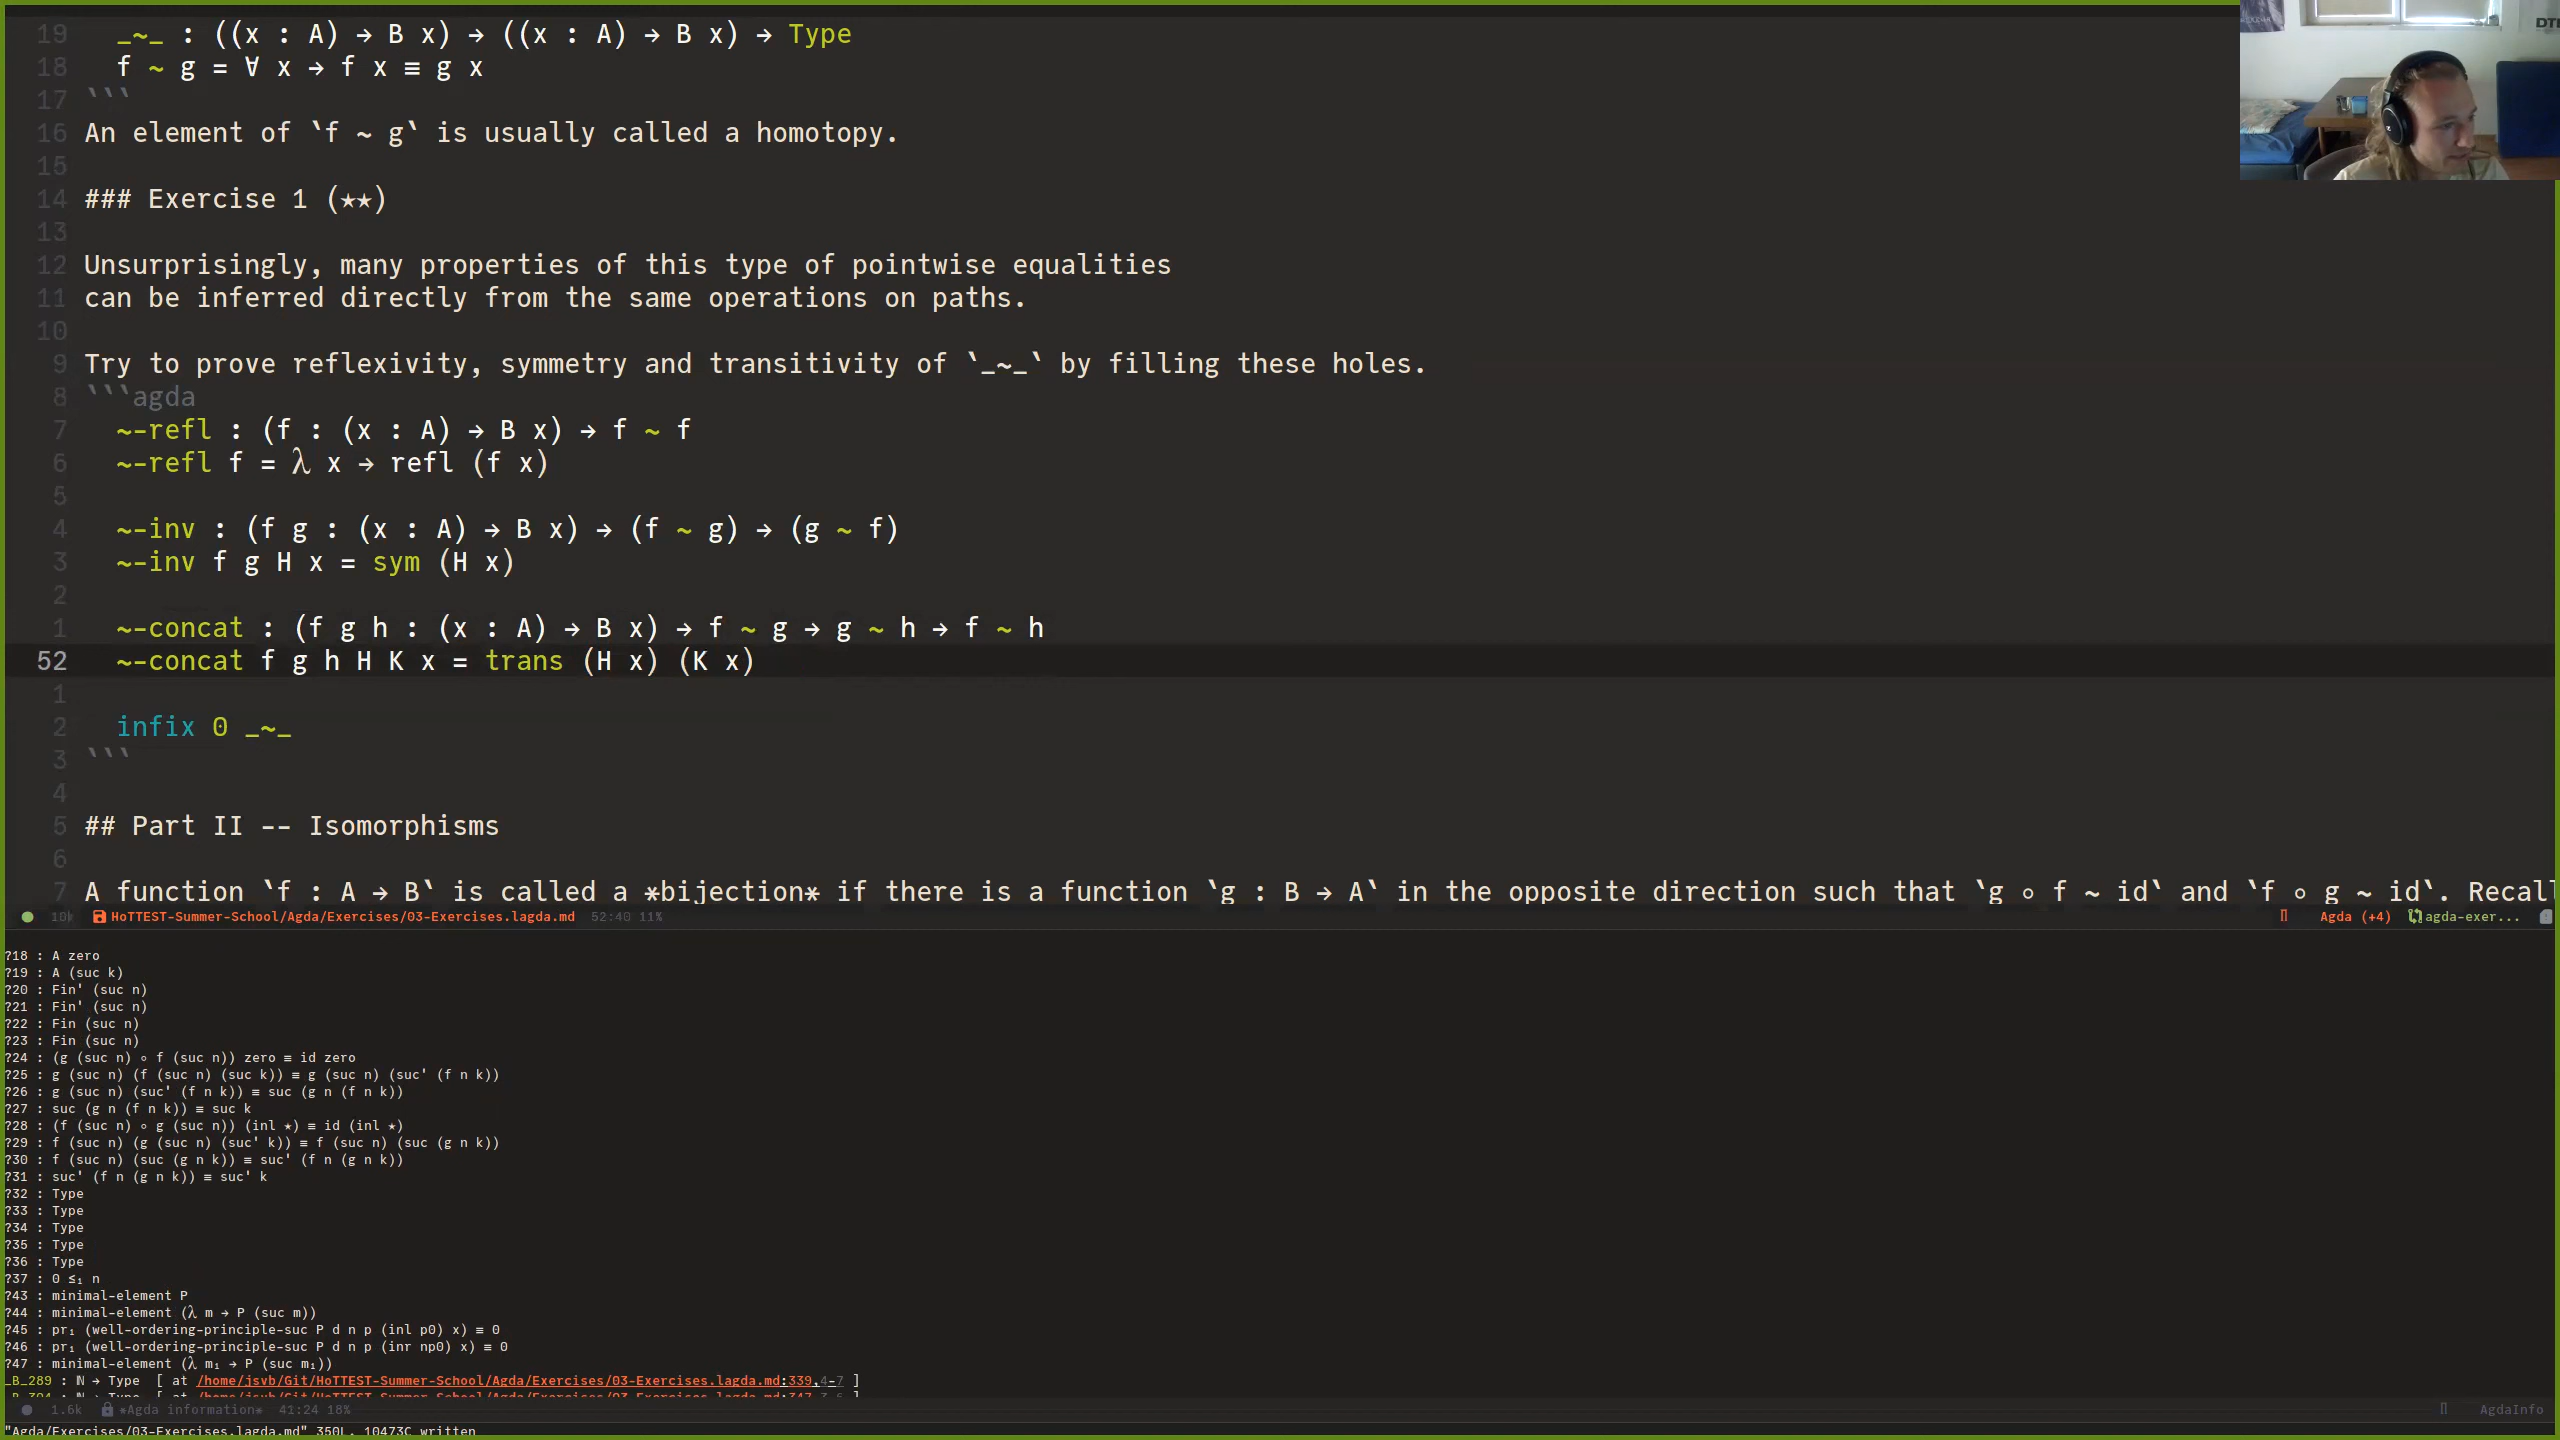 19 _~_ : ((x : A) → B x) → ((x : A) → B x) → Type
18 f ~ g = ∀ x → f x ≡ g x
17 ```
16 An element of `f ~ g` is usually called a homotopy.
15
14 ### Exercise 1 (★★)
13
12 Unsurprisingly, many properties of this type of pointwise equalities
11 can be inferred directly from the same operations on paths.
10
9 Try to prove reflexivity, symmetry and transitivity of `_~_` by filling these holes.
8 ```agda
7 ~-refl : (f : (x : A) → B x) → f ~ f
6 ~-refl f = λ x → refl (f x)
5
4 ~-inv : (f g : (x : A) → B x) → (f ~ g) → (g ~ f)
3 ~-inv f g H x = sym (H x)
2
1 ~-concat : (f g h : (x : A) → B x) → f ~ g → g ~ h → f ~ h
52 ~-concat f g h H K x = trans (H x) (K x)
1
2 infix 0 _~_
3 ```
4
5 ## Part II -- Isomorphisms
6
7 A function `f : A → B` is called a *bijection* if there is a function `g : B → A` in the opposite direction such that `g ∘ f ~ id` and `f ∘ g ~ id`. Recall
10k HoTTEST-Summer-School/Agda/Exercises/03-Exercises.lagda.md 52:40 11% Π Agda (+4) agda-exer...
?18 : A zero
?19 : A (suc k)
?20 : Fin' (suc n)
?21 : Fin' (suc n)
?22 : Fin (suc n)
?23 : Fin (suc n)
?24 : (g (suc n) ∘ f (suc n)) zero ≡ id zero
?25 : g (suc n) (f (suc n) (suc k)) ≡ g (suc n) (suc' (f n k))
?26 : g (suc n) (suc' (f n k)) ≡ suc (g n (f n k))
?27 : suc (g n (f n k)) ≡ suc k
?28 : (f (suc n) ∘ g (suc n)) (inl ⋆) ≡ id (inl ⋆)
?29 : f (suc n) (g (suc n) (suc' k)) ≡ f (suc n) (suc (g n k))
?30 : f (suc n) (suc (g n k)) ≡ suc' (f n (g n k))
?31 : suc' (f n (g n k)) ≡ suc' k
?32 : Type
?33 : Type
?34 : Type
?35 : Type
?36 : Type
?37 : 0 ≤₁ n
?43 : minimal-element P
?44 : minimal-element (λ m → P (suc m))
?45 : pr₁ (well-ordering-principle-suc P d n p (inl p0) x) ≡ 0
?46 : pr₁ (well-ordering-principle-suc P d n p (inr np0) x) ≡ 0
?47 : minimal-element (λ m₁ → P (suc m₁))
_B_289 : ℕ → Type [ at /home/jsvb/Git/HoTTEST-Summer-School/Agda/Exercises/03-Exercises.lagda.md:339,4-7 ]
1.6k *Agda information* 41:24 18% Π AgdaInfo
"Agda/Exercises/03-Exercises.lagda.md" 350L, 10473C written